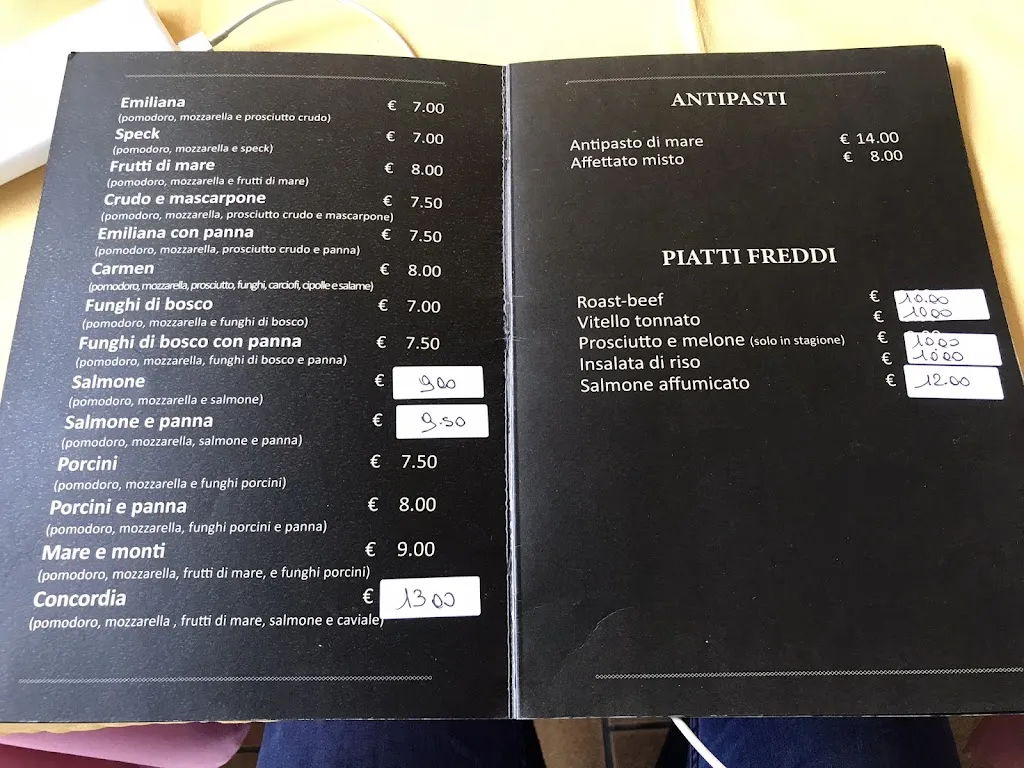 Emiliana € 7.00
(pomodoro, mozzarella e prosciutto crudo)
Speck € 7.00
(pomodoro, mozzarella e speck)
Frutti di mare € 8.00
(pomodoro, mozzarella e frutti di mare)
Crudo e mascarpone € 7.50
(pomodoro, mozzarella, prosciutto crudo e mascarpone)
Emiliana con panna € 7.50
(pomodoro, mozzarella, prosciutto crudo e panna)
Carmen € 8.00
(pomodoro, mozzarella, prosciutto, funghi, carciofi, cipolle e salame)
Funghi di bosco € 7.00
(pomodoro, mozzarella e funghi di bosco)
Funghi di bosco con panna € 7.50
(pomodoro, mozzarella, funghi di bosco e panna)
Salmone € 9.00
(pomodoro, mozzarella e salmone)
Salmone e panna € 9.50
(pomodoro, mozzarella, salmone e panna)
Porcini € 7.50
(pomodoro, mozzarella e funghi porcini)
Porcini e panna € 8.00
(pomodoro, mozzarella, funghi porcini e panna)
Mare e monti € 9.00
(pomodoro, mozzarella, frutti di mare, e funghi porcini)
Concordia € 13 00
(pomodoro, mozzarella , frutti di mare, salmone e caviale)
ANTIPASTI
Antipasto di mare € 14.00
Affettato misto € 8.00
PIATTI FREDDI
Roast-beef € 10.00
Vitello tonnato € 10.00
Prosciutto e melone (solo in stagione) € 10.00
Insalata di riso € 10.00
Salmone affumicato € 12.00